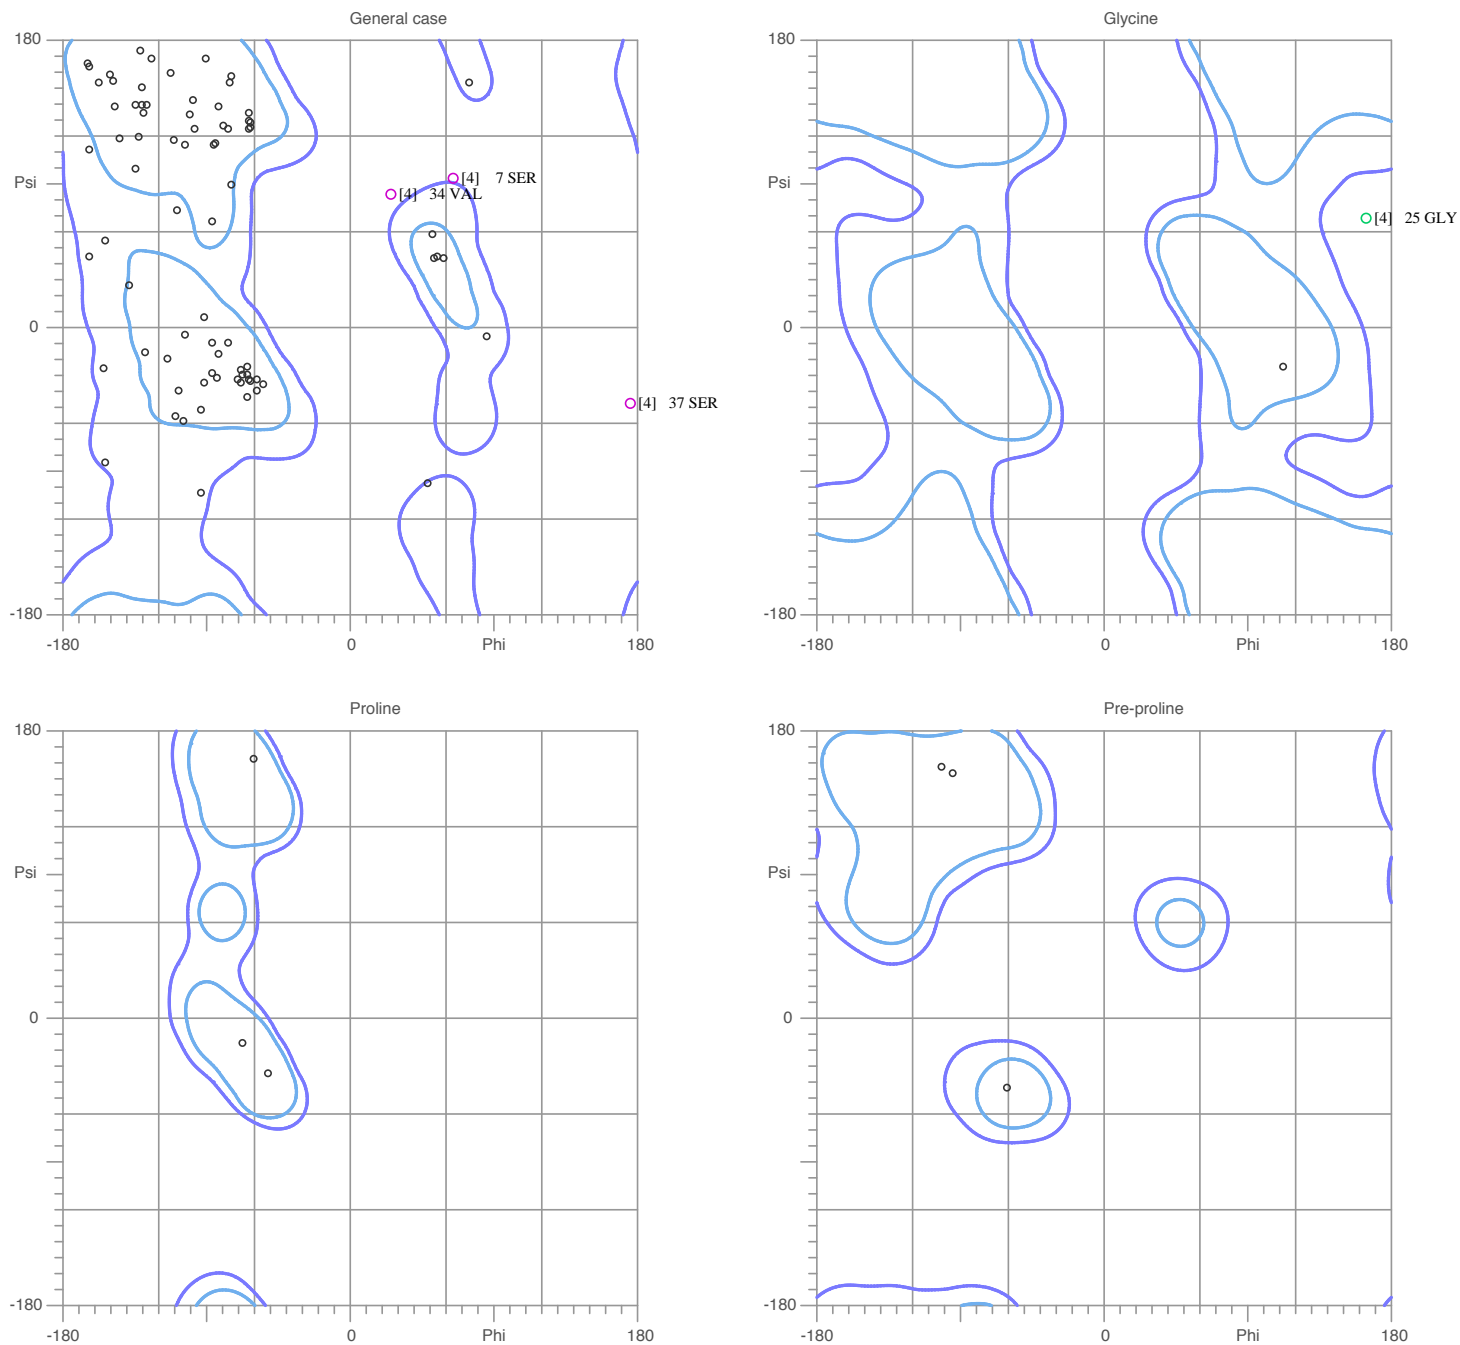 General case
Glycine
180
180
[4] 7 SER
Psi
Psi
[4] 34 VAL
[4] 25 GLY
0
0
[4] 37 SER
-180
-180
-180 0 Phi 180
-180 0 Phi 180
Proline
Pre-proline
180
180
Psi
Psi
0
0
-180
-180
-180 0 Phi 180
-180 0 Phi 180